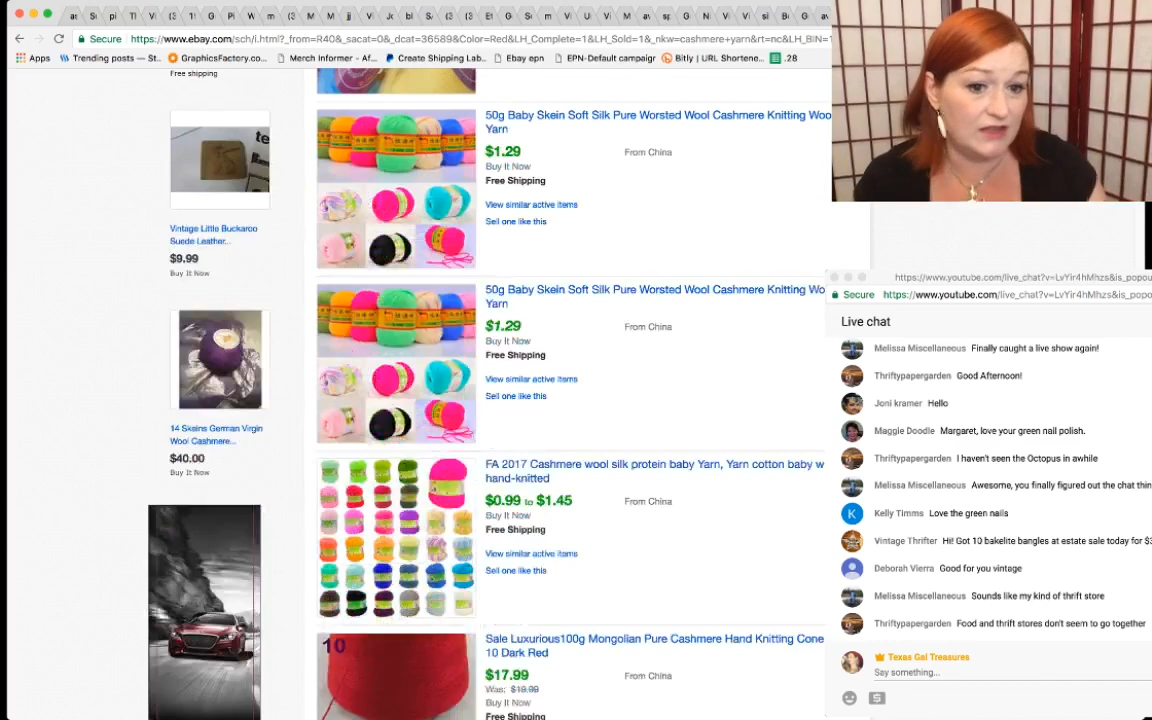 Secure https://www.ebay.com/sch/i.html?_from=R40&_sacat=0&_dcat=36589&Color=Red&LH_Complete=1&LH_Sold=1&_nkw=cashmere+yarn&rt=nc&LH_BIN=1
Apps Trending posts — St... GraphicsFactory.co... Merch Informer - Af... Create Shipping Lab... Ebay epn EPN-Default campaigr Bitly | URL Shortene... .28
Free shipping
Vintage Little Buckaroo
Suede Leather...
$9.99
Buy It Now
14 Skeins German Virgin
Wool Cashmere...
$40.00
Buy It Now
50g Baby Skein Soft Silk Pure Worsted Wool Cashmere Knitting Woo
Yarn
$1.29 From China
Buy It Now
Free Shipping
View similar active items
Sell one like this
50g Baby Skein Soft Silk Pure Worsted Wool Cashmere Knitting Wo
Yarn
$1.29 From China
Buy It Now
Free Shipping
View similar active items
Sell one like this
FA 2017 Cashmere wool silk protein baby Yarn, Yarn cotton baby w
hand-knitted
$0.99 to $1.45 From China
Buy It Now
Free Shipping
View similar active items
Sell one like this
10
Sale Luxurious100g Mongolian Pure Cashmere Hand Knitting Cone
10 Dark Red
$17.99 From China
Was: $19.99
Buy It Now
Free Shipping
https://www.youtube.com/live_chat?v=LvYir4hMhzs&is_popou
Secure https://www.youtube.com/live_chat?v=LvYir4hMhzs&is_popo
Live chat
Melissa Miscellaneous Finally caught a live show again!
Thriftypapergarden Good Afternoon!
Joni kramer Hello
Maggie Doodle Margaret, love your green nail polish.
Thriftypapergarden I haven't seen the Octopus in awhile
Melissa Miscellaneous Awesome, you finally figured out the chat thin
K Kelly Timms Love the green nails
Vintage Thrifter Hi! Got 10 bakelite bangles at estate sale today for $3
Deborah Vierra Good for you vintage
Melissa Miscellaneous Sounds like my kind of thrift store
Thriftypapergarden Food and thrift stores don't seem to go together
Texas Gal Treasures
Say something...